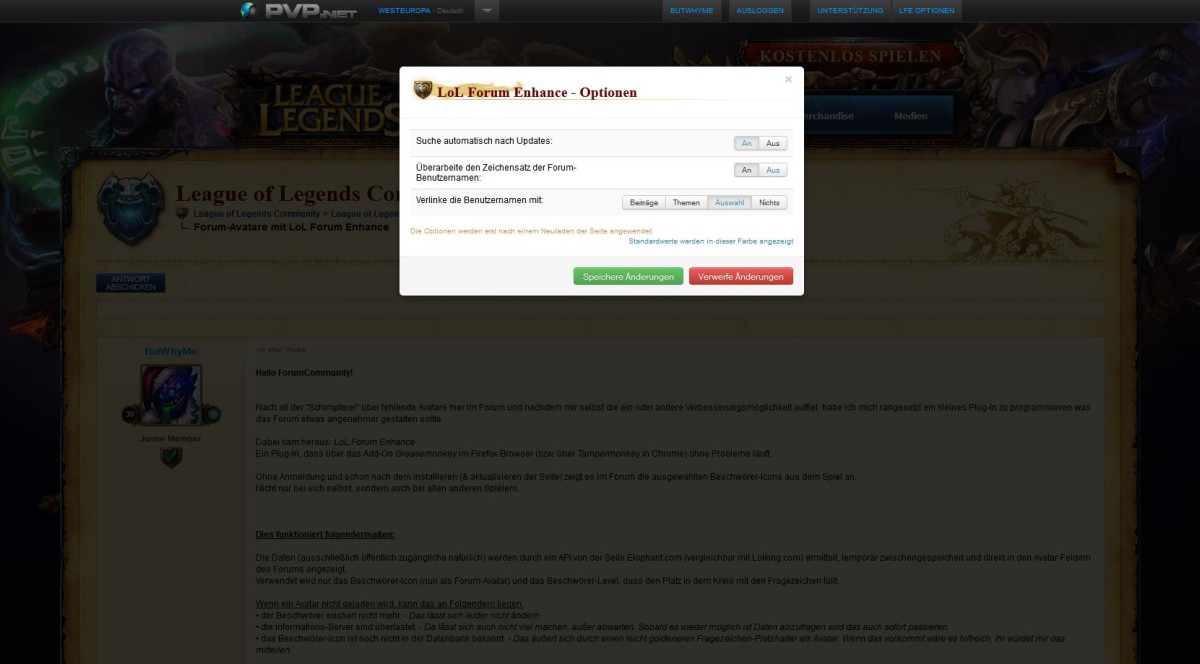 PVP.NET
WESTEUROPA - Deutsch
BUTWHYME
AUSLOGGEN
UNTERSTÜTZUNG
LFE OPTIONEN
KOSTENLOS SPIELEN
LEAGUE of
LEGENDS
erchandise
Medien
LoL Forum Enhance - Optionen
×
Suche automatisch nach Updates:
An Aus
Überarbeite den Zeichensatz der Forum-
Benutzernamen:
An Aus
Verlinke die Benutzernamen mit:
Beiträge Themen Auswahl Nichts
Die Optionen werden erst nach einem Neuladen der Seite angewendet.
Standardwerte werden in dieser Farbe angezeigt
Speichere Änderungen
Verwerfe Änderungen
League of Legends Co
League of Legends Community > League of Legen
Forum-Avatare mit LoL Forum Enhance
ANTWORT
ABSCHICKEN
ButWhyMe
30
Junior Member
vor einer Woche
Hallo ForumCommunity!
Nach all der "Schimpferei" über fehlende Avatare hier im Forum und nachdem mir selbst die ein oder andere Verbesserungsmöglichkeit auffiel, habe ich mich rangesetzt ein kleines Plug-In zu programmieren was
das Forum etwas angenehmer gestalten sollte.
Dabei kam heraus: LoL Forum Enhance
Ein Plug-In, dass über das Add-On Greasemonkey im Firefox-Browser (bzw. über Tampermonkey in Chrome) ohne Probleme läuft.
Ohne Anmeldung und schon nach dem installieren (& aktualisieren der Seite) zeigt es im Forum die ausgewählten Beschwörer-Icons aus dem Spiel an.
Nicht nur bei sich selbst, sondern auch bei allen anderen Spielern.
Dies funktioniert folgendermaßen:
Die Daten (ausschließlich öffentlich zugängliche natürlich) werden durch ein API von der Seite Elophant.com (vergleichbar mit Lolking.com) ermittelt, temporär zwischengespeichert und direkt in den Avatar-Feldern
des Forums angezeigt.
Verwendet wird nur das Beschwörer-Icon (nun als Forum-Avatar) und das Beschwörer-Level, dass den Platz in dem Kreis mit den Fragezeichen füllt.
Wenn ein Avatar nicht geladen wird, kann das an Folgendem liegen:
• der Beschwörer existiert nicht mehr. - Das lässt sich leider nicht ändern
• die Informations-Server sind überlastet. - Da lässt sich auch nicht viel machen, außer abwarten. Sobald es wieder möglich ist Daten abzufragen wird das auch sofort passieren.
• das Beschwörer-Icon ist noch nicht in der Datenbank bekannt. - Das äußert sich durch einen leicht goldeneren Fragezeichen-Platzhalter als Avatar. Wenn das vorkommt wäre es hilfreich, ihr würdet mir das
mitteilen.